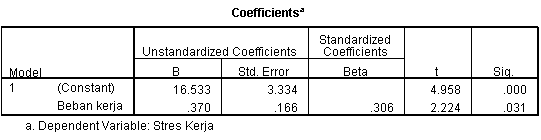 Coefficientsa
Unstandardized Coefficients Standardized Coefficients
Model B Std. Error Beta t Sig.
1 (Constant) 16.533 3.334 4.958 .000
Beban kerja .370 .166 .306 2.224 .031
a. Dependent Variable: Stres Kerja